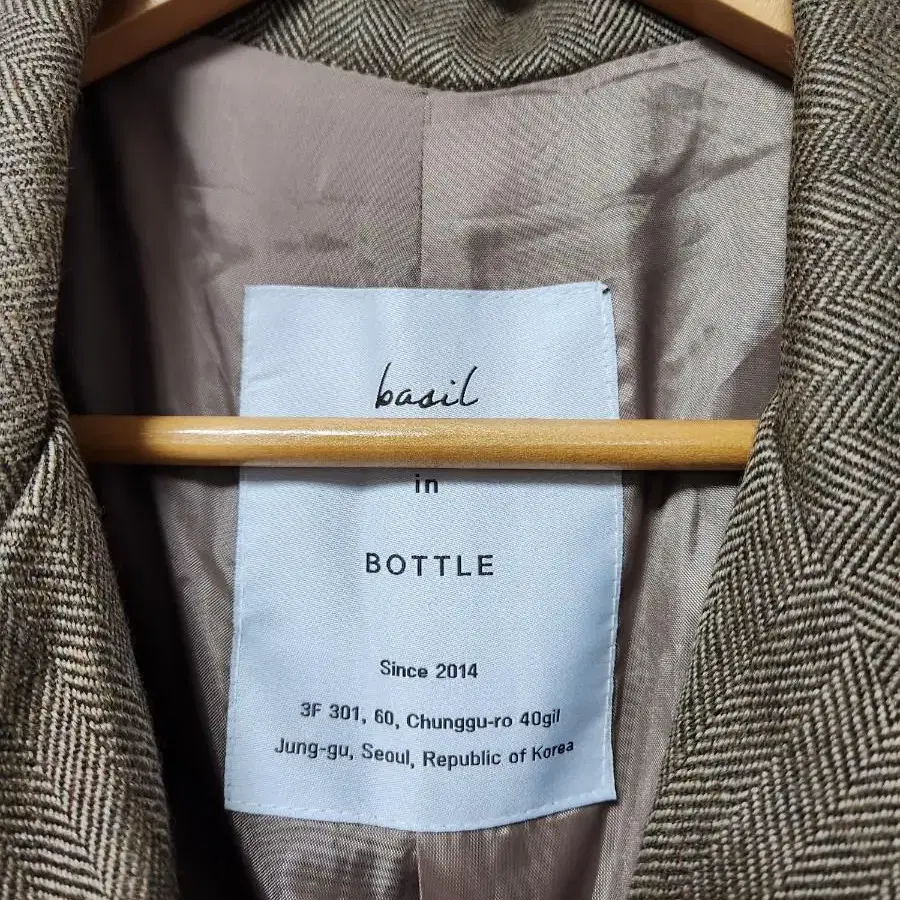 basil
in
BOTTLE
Since 2014
3F 301, 60, Chunggu-ro 40gil
Jung-gu, Seoul, Republic of Korea